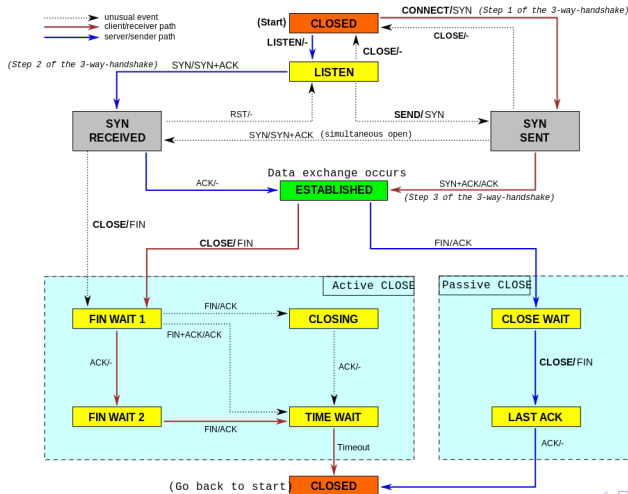 unusual event
client/receiver path
server/sender path
(Start)
CLOSED
CONNECT/SYN (Step 1 of the 3-way-handshake)
CLOSE/-
LISTEN/-
CLOSE/-
(Step 2 of the 3-way-handshake)
SYN/SYN+ACK
LISTEN
RST/-
SEND/SYN
SYN
RECEIVED
SYN
SENT
SYN/SYN+ACK (simultaneous open)
Data exchange occurs
ACK/-
ESTABLISHED
SYN+ACK/ACK
(Step 3 of the 3-way-handshake)
CLOSE/FIN
CLOSE/FIN
FIN/ACK
Active CLOSE
Passive CLOSE
FIN WAIT 1
FIN/ACK
CLOSING
CLOSE WAIT
FIN+ACK/ACK
ACK/-
ACK/-
CLOSE/FIN
FIN WAIT 2
FIN/ACK
TIME WAIT
LAST ACK
Timeout
ACK/-
(Go back to start)
CLOSED